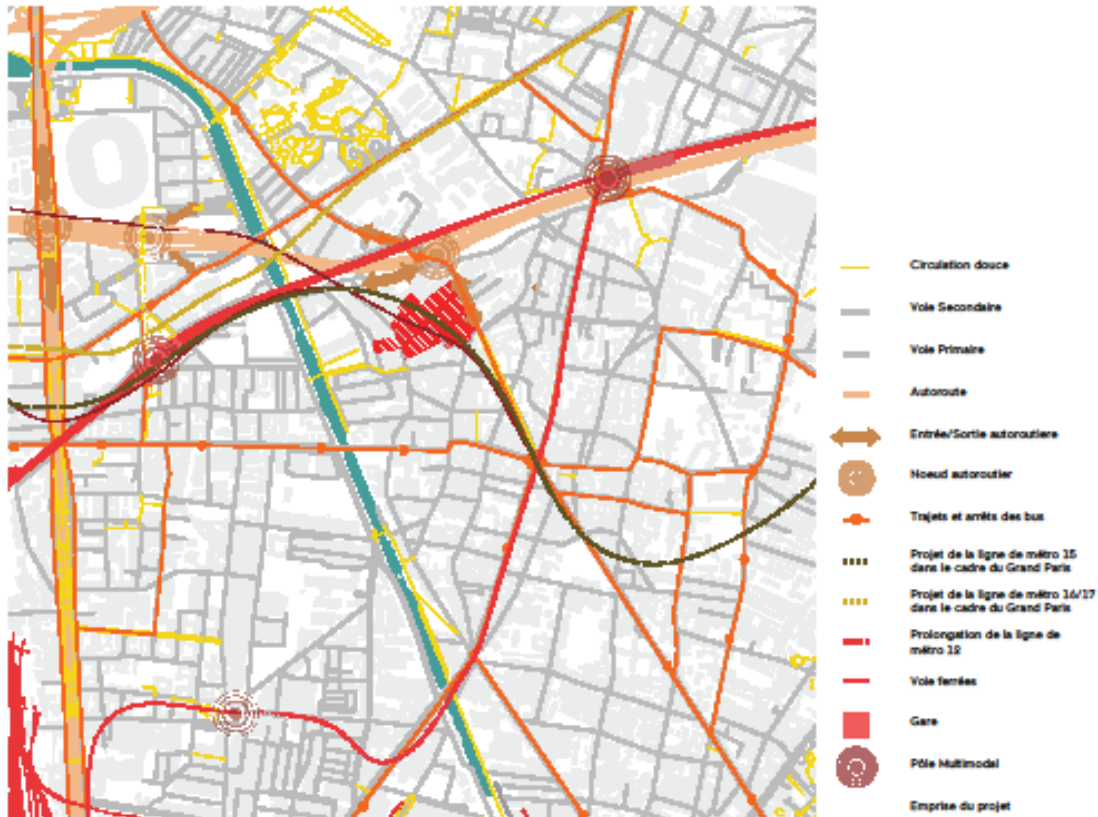 Circulation douce
Voie Secondaire
Voie Primaire
Autoroute
Entrée/Sortie autoroutiere
Noeud autoroutier
Trajets et arrêts des bus
Projet de la ligne de métro 15
dans le cadre du Grand Paris
Projet de la ligne de métro 16/17
dans le cadre du Grand Paris
Prolongation de la ligne de
métro 12
Voie ferrées
Gare
Pôle Multimodal
Emprise du projet